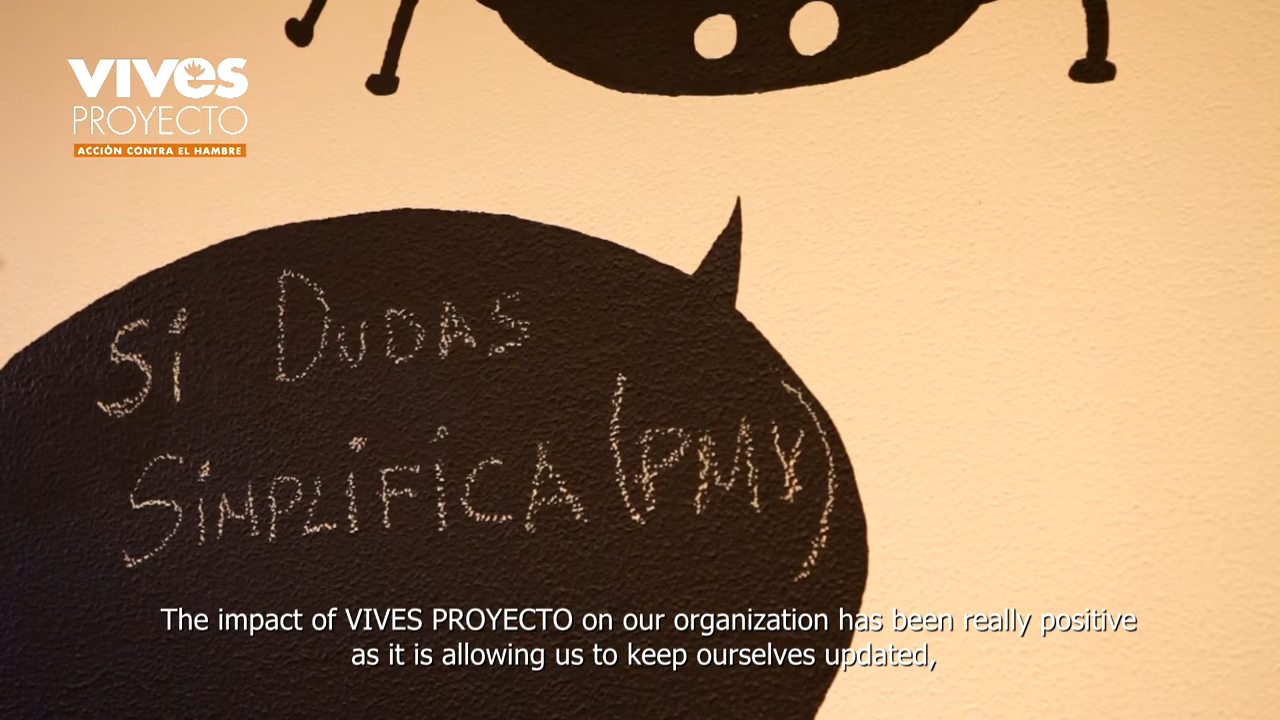 VIVES
PROYECTO
ACCIÓN CONTRA EL HAMBRE
Si DUDAS
SiMPLiFiCA (PMY)
The impact of VIVES PROYECTO on our organization has been really positive
as it is allowing us to keep ourselves updated,